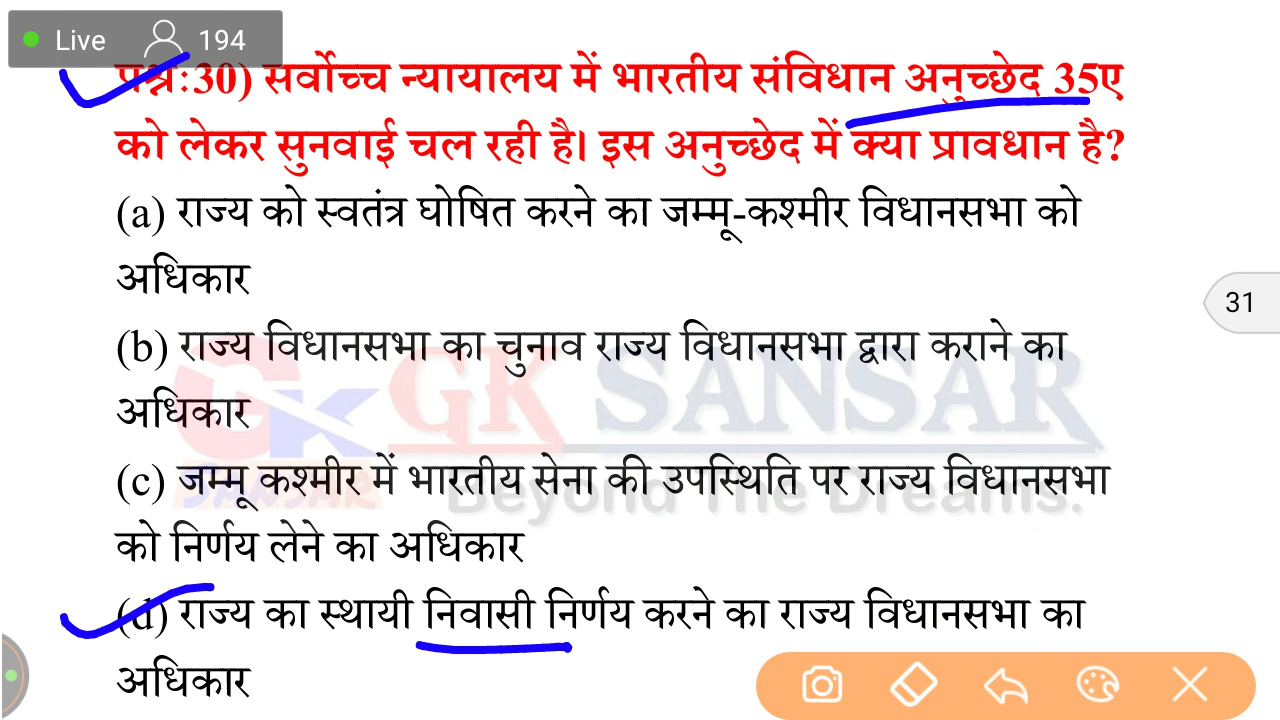 Live 194
प्रश्नः30) सर्वोच्च न्यायालय में भारतीय संविधान अनुच्छेद 35ए
को लेकर सुनवाई चल रही है। इस अनुच्छेद में क्या प्रावधान है?
(a) राज्य को स्वतंत्र घोषित करने का जम्मू-कश्मीर विधानसभा को
अधिकार
31
(b) राज्य विधानसभा का चुनाव राज्य विधानसभा द्वारा कराने का
अधिकार
GK SANSAR
(c) जम्मू कश्मीर में भारतीय सेना की उपस्थिति पर राज्य विधानसभा
SANSAR Beyond The Dreams.
को निर्णय लेने का अधिकार
(d) राज्य का स्थायी निवासी निर्णय करने का राज्य विधानसभा का
अधिकार